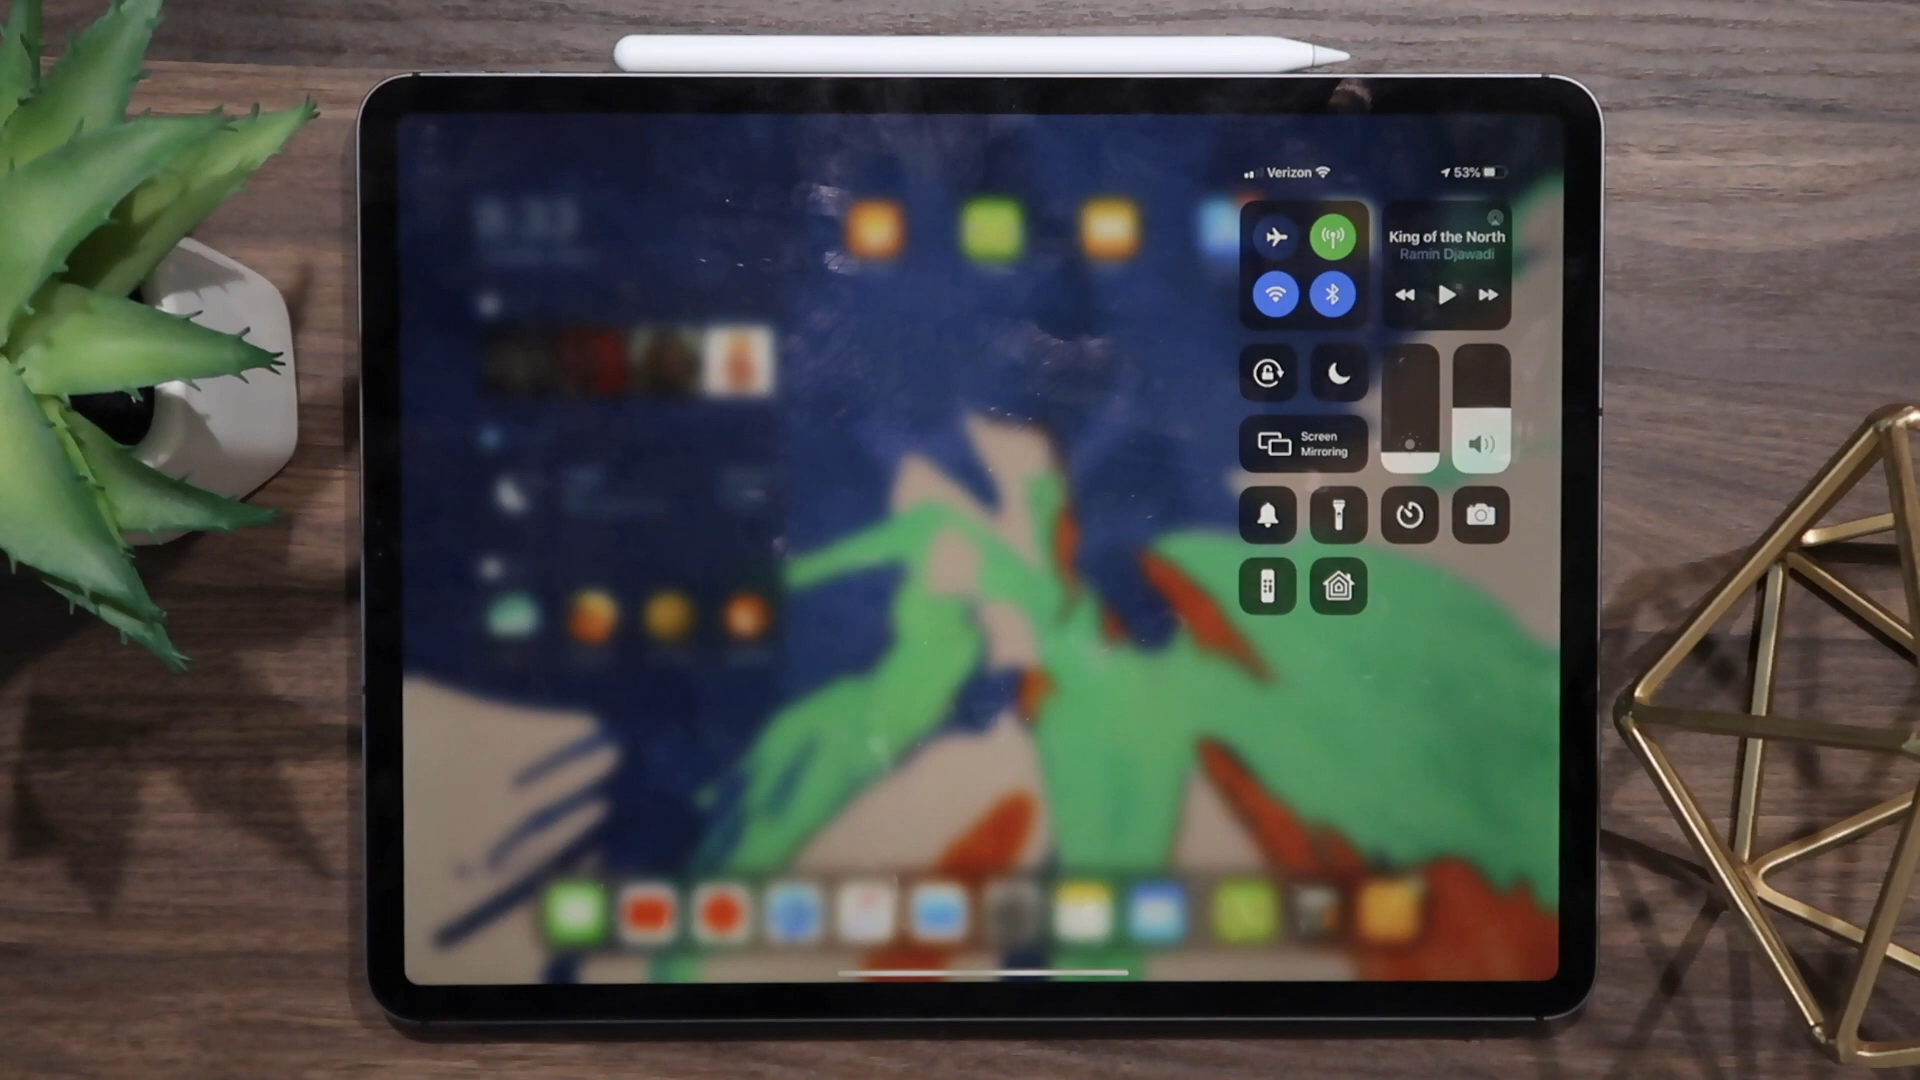 Verizon
53%
King of the North
Ramin Djawadi
Screen
Mirroring